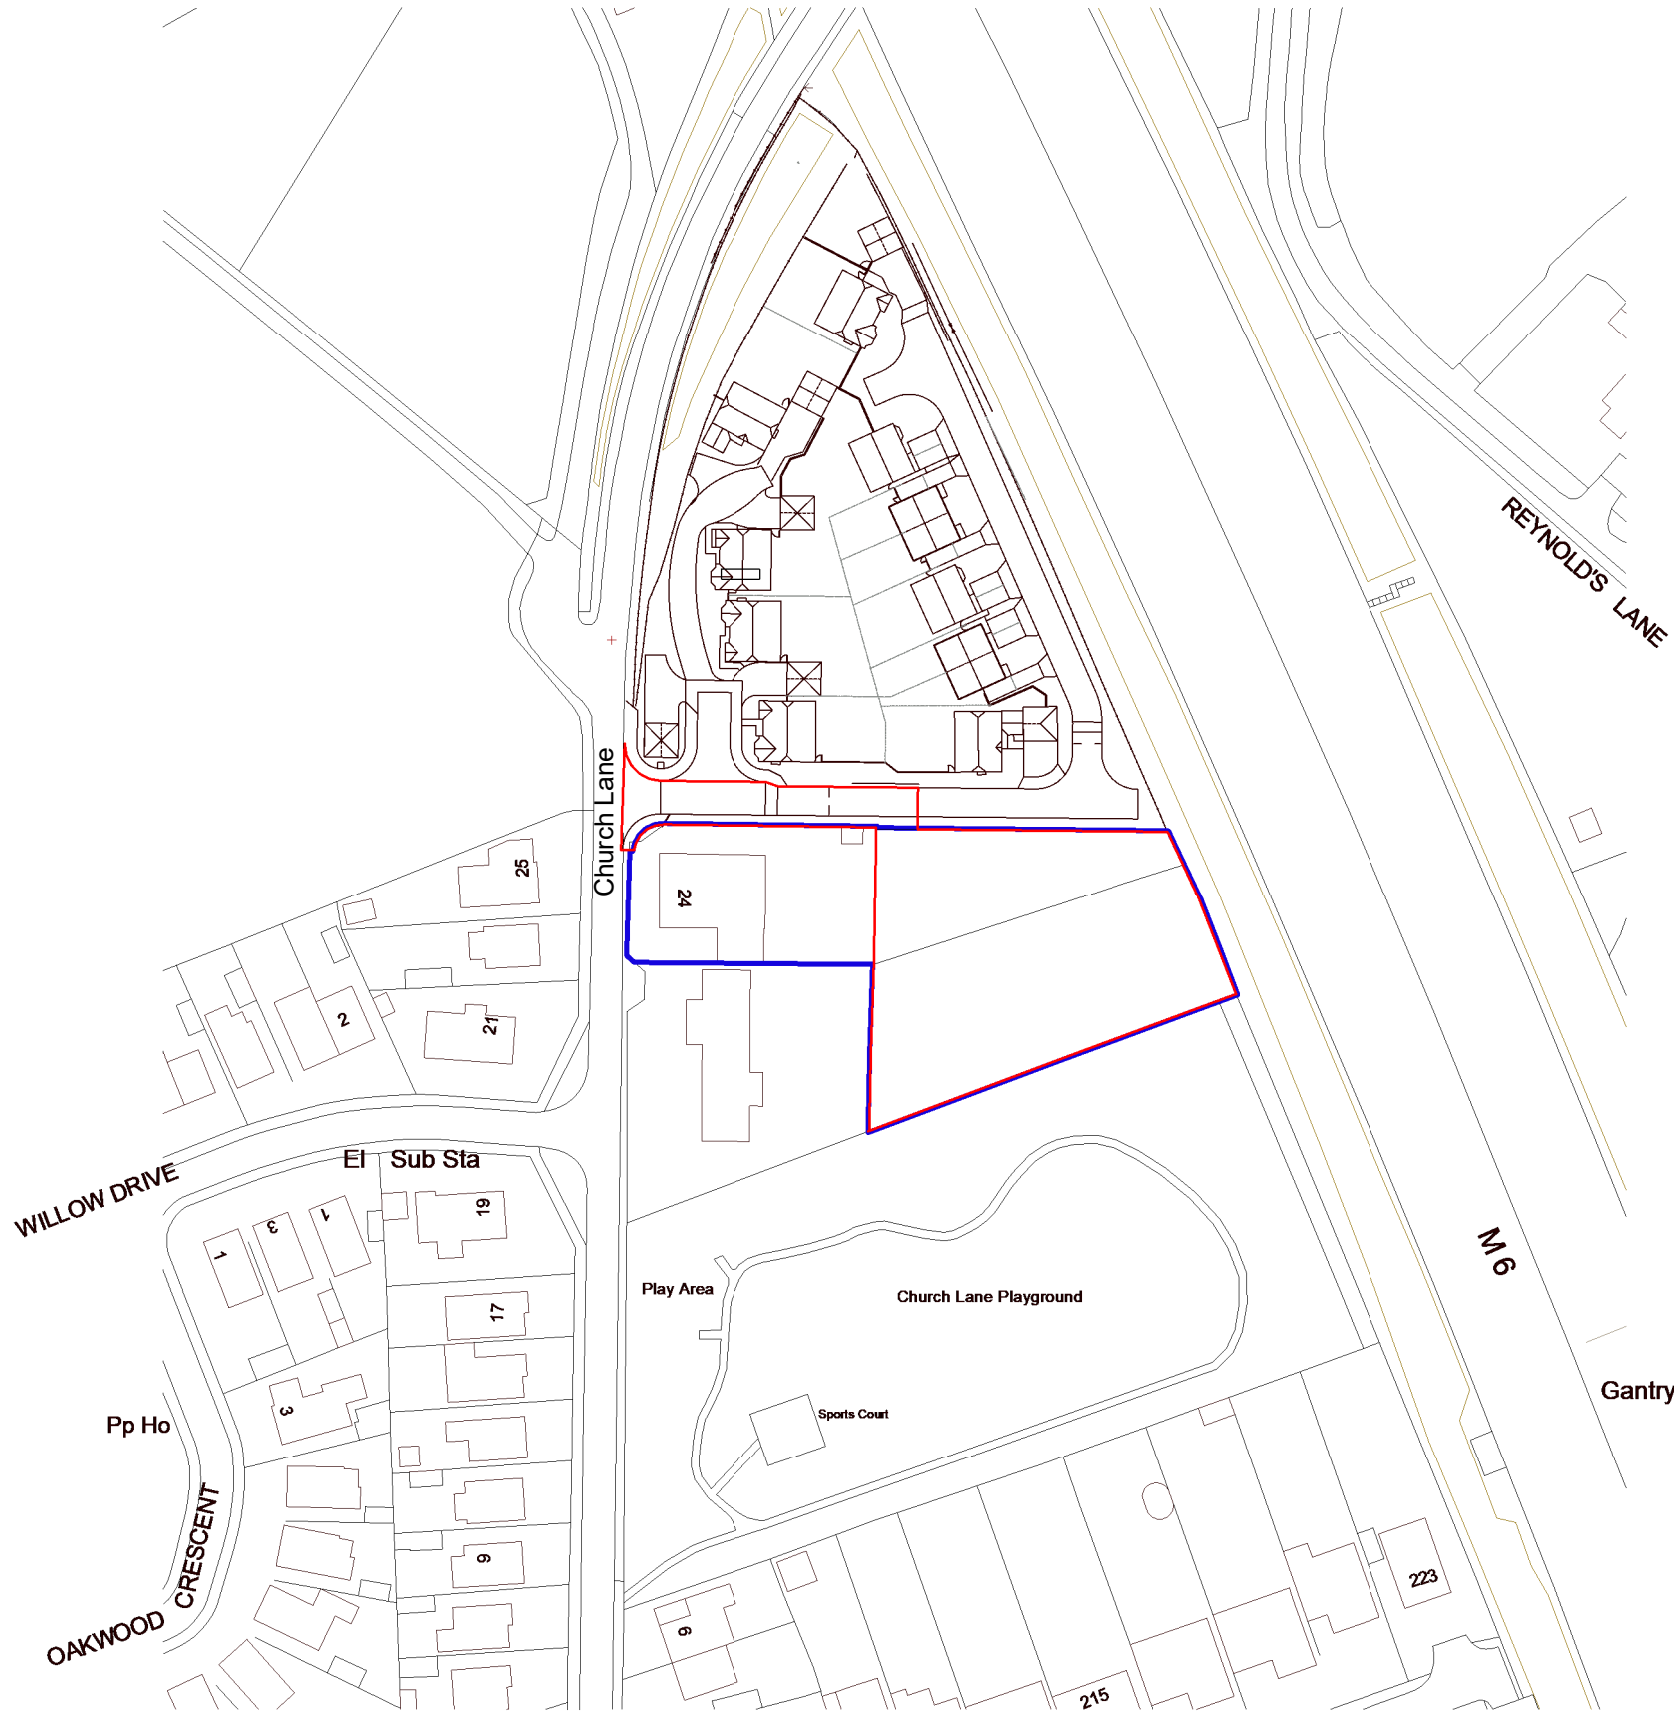 REYNOLD'S LANE
Church Lane
25
24
2
21
El Sub Sta
WILLOW DRIVE
19
1
3
1
M6
Play Area
Church Lane Playground
17
Gantry
3
Sports Court
Pp Ho
OAKWOOD CRESCENT
9
223
6
215